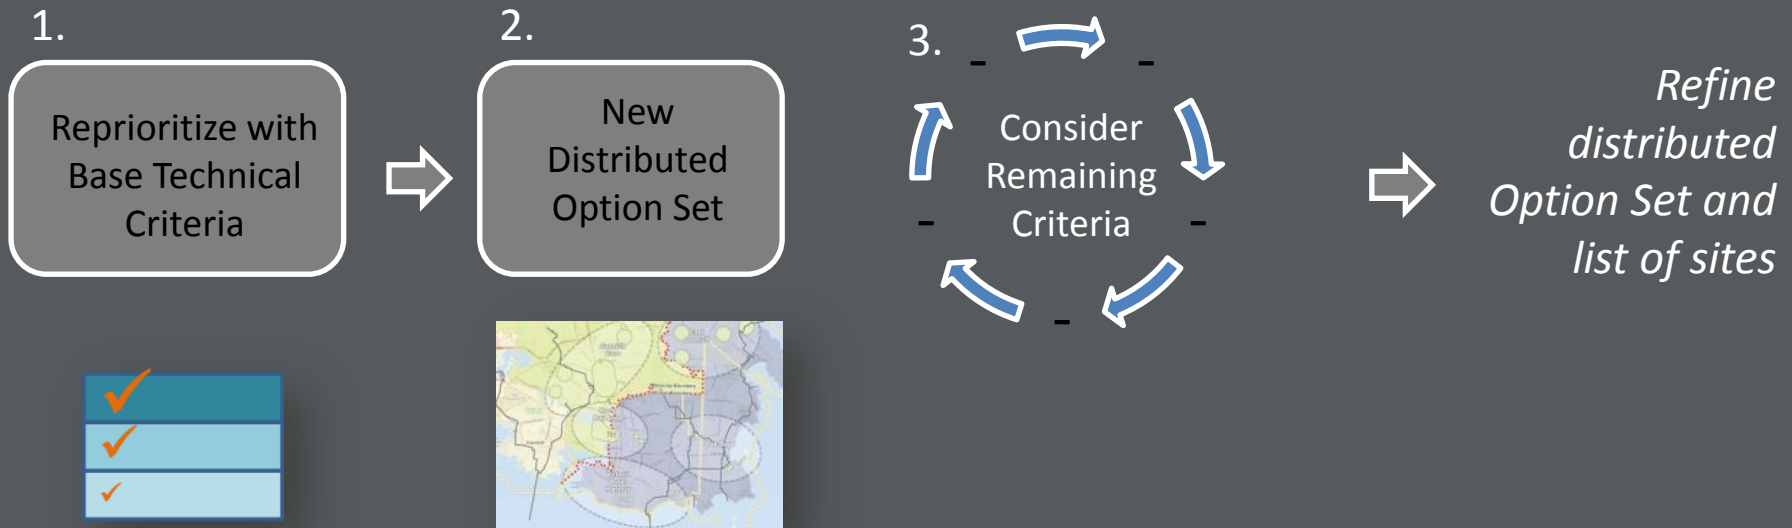 1.
Reprioritize with
Base Technical
Criteria
2.
New
Distributed
Option Set
3.
-
-
-
-
-
Consider
Remaining
Criteria
Refine
distributed
Option Set and
list of sites